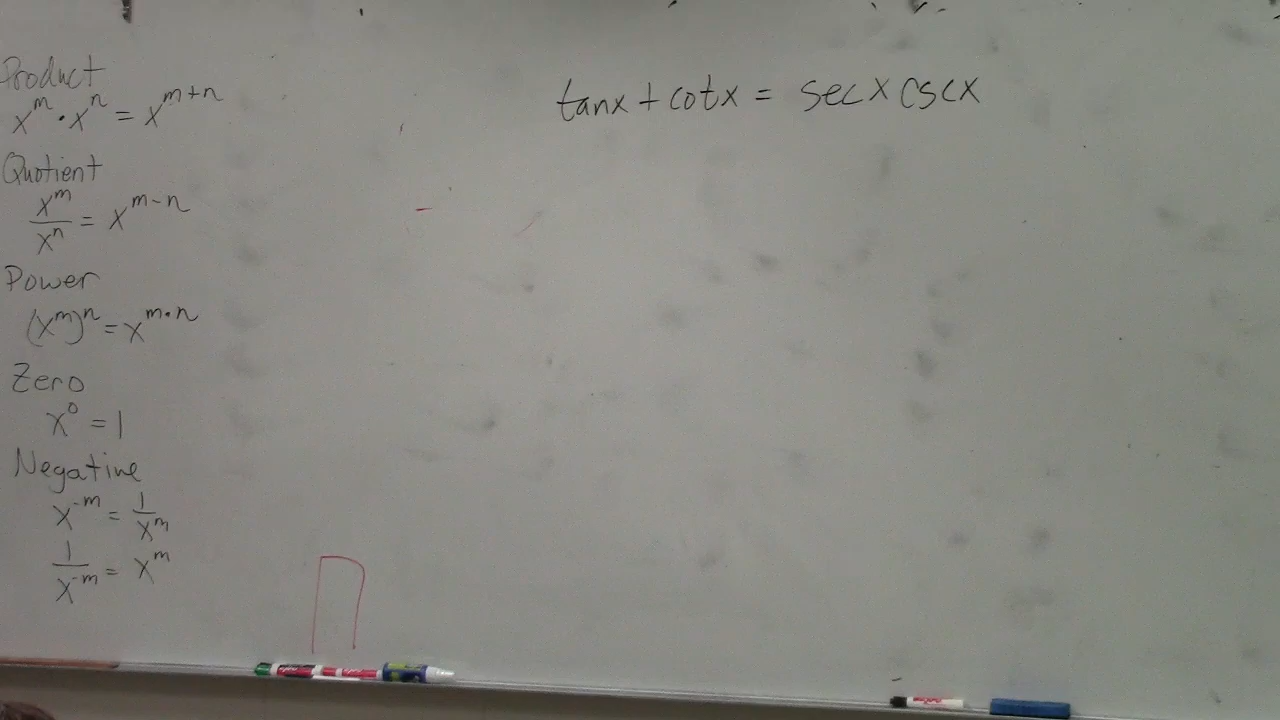 Product
x^m · x^n = x^{m+n}
Quotient
x^m / x^n = x^{m-n}
Power
(x^m)^n = x^{m·n}
Zero
x^0 = 1
Negative
x^{-m} = 1 / x^m
1 / x^{-m} = x^m
tanx + cotx = secx cscx